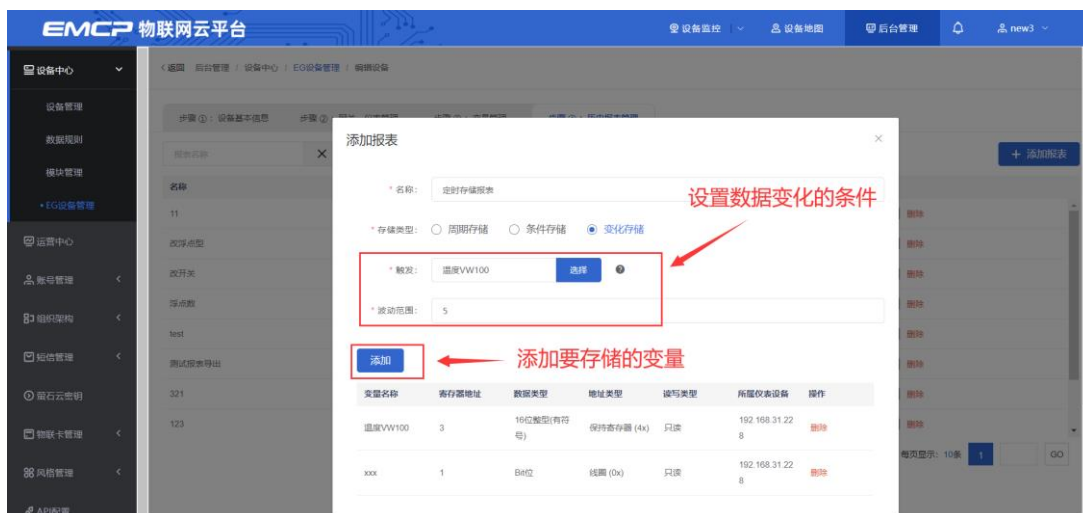 EMCP 物联网云平台
设备监控
设备地图
后台管理
new3
设备中心
<返回 后台管理 / 设备中心 / EG设备管理 / 编辑设备
设备管理
数据规则
模块管理
•EG设备管理
运营中心
账号管理
组织架构
短信管理
萤石云密钥
物联卡管理
风格管理
API配置
步骤①：设备基本信息
+ 添加报表
名称
11
改浮点型
改开关
浮点数
test
测试报表导出
321
123
删除
删除
删除
删除
删除
删除
删除
删除
每页显示: 10条 1 GO
添加报表
* 名称: 定时存储报表
设置数据变化的条件
* 存储类型: 周期存储 条件存储 变化存储
* 触发: 温度VW100 选择
* 波动范围: 5
添加
添加要存储的变量
变量名称 寄存器地址 数据类型 地址类型 读写类型 所属仪表设备 操作
温度VW100 3 16位整型(有符号) 保持寄存器 (4x) 只读 192.168.31.228 删除
xxx 1 Bit位 线圈 (0x) 只读 192.168.31.228 删除